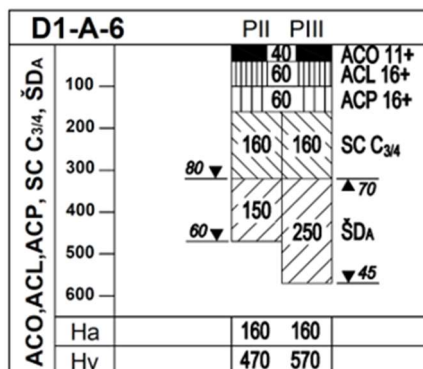 D1-A-6 PII PIII
ACO,ACL,ACP, SC C3/4, ŠDA
40 ACO 11+
60 ACL 16+
100
60 ACP 16+
200
160 160 SC C3/4
300
80 70
400
150
60 250 ŠDA
500
45
600
Ha 160 160
Hv 470 570